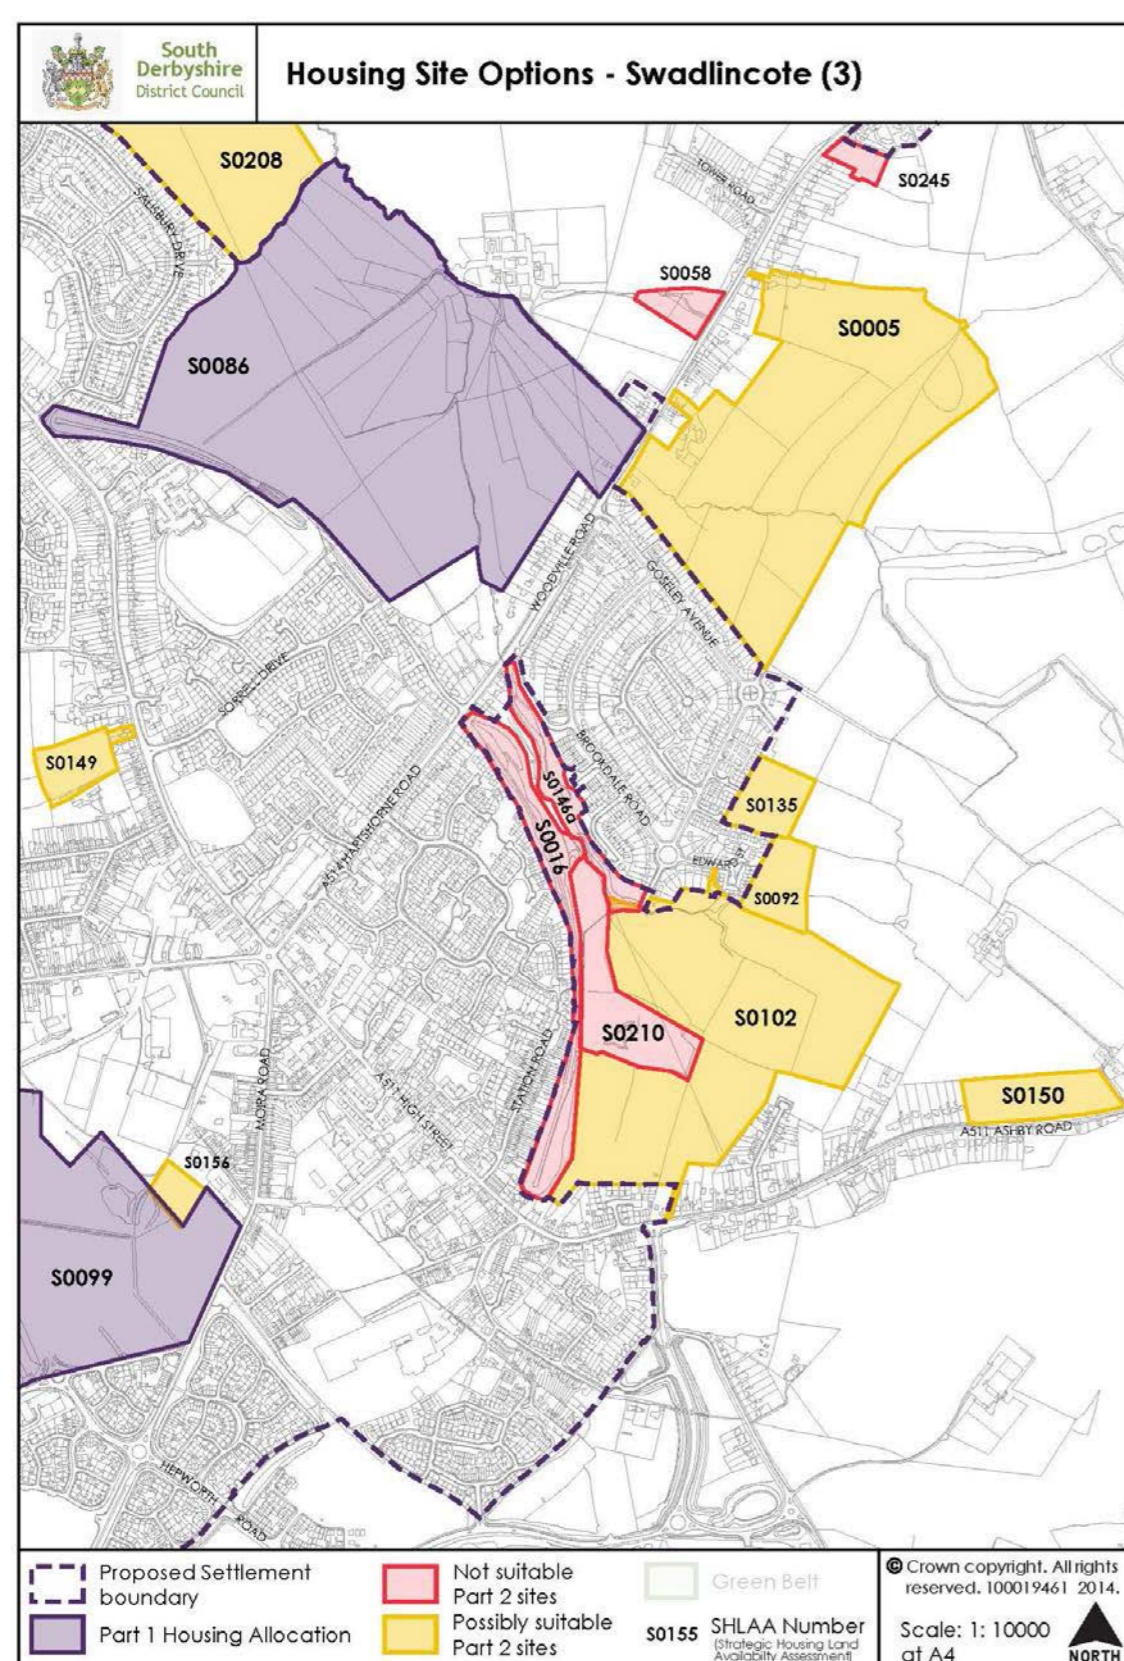 South
Derbyshire
District Council
Housing Site Options - Swadlincote (3)
S0208
TOWER ROAD
S0245
SALISBURY DRIVE
S0058
S0005
S0086
WOODVILLE ROAD
GOSELEY AVENUE
SORREL DRIVE
S0149
BROOKDALE ROAD
S0146a
S0135
A514 HARTSHORNE ROAD
S0016
EDWARD ST
S0092
S0102
S0210
STATION ROAD
MOIRA ROAD
A511 HIGH STREET
S0150
A511 ASHBY ROAD
S0156
S0099
HEPWORTH ROAD
Proposed Settlement
boundary
Part 1 Housing Allocation
Not suitable
Part 2 sites
Possibly suitable
Part 2 sites
Green Belt
S0155 SHLAA Number
(Strategic Housing Land
Availabilty Assessment)
© Crown copyright. All rights
reserved. 100019461 2014.
Scale: 1: 10000
at A4
NORTH